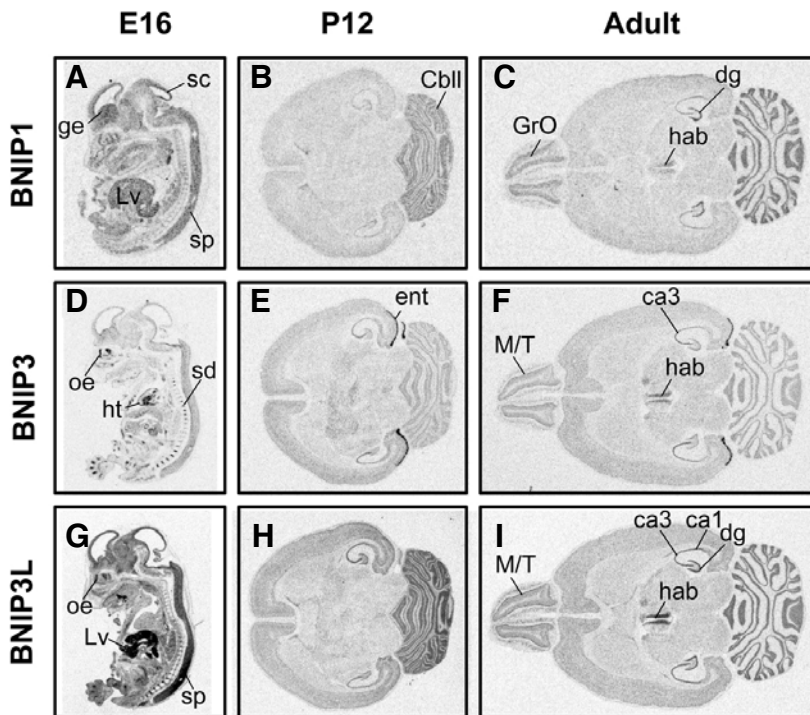 E16 P12 Adult
BNIP1
A sc ge Lv sp
B Cbll
C dg GrO hab
BNIP3
D oe ht sd
E ent
F ca3 M/T hab
BNIP3L
G oe Lv sp
H
I ca3 ca1 dg M/T hab